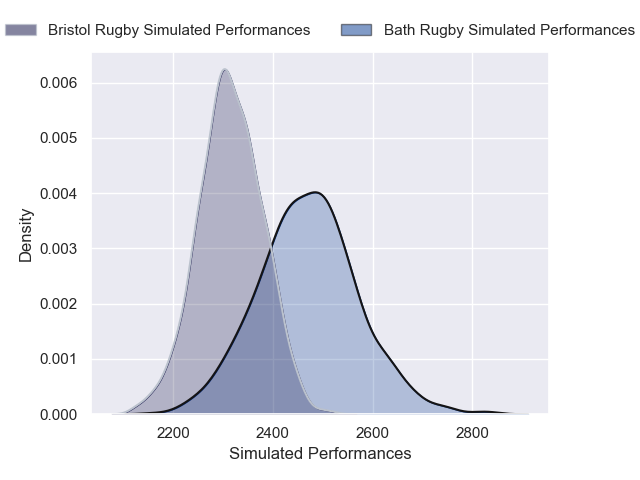 Bristol Rugby Simulated Performances Bath Rugby Simulated Performances
0.006
0.005
0.004
0.003
0.002
0.001
0.000
Density
2200 2400 2600 2800
Simulated Performances